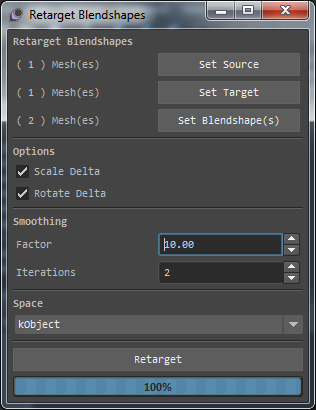 Retarget Blendshapes
Retarget Blendshapes
( 1 ) Mesh(es) Set Source
( 1 ) Mesh(es) Set Target
( 2 ) Mesh(es) Set Blendshape(s)
Options
Scale Delta
Rotate Delta
Smoothing
Factor 10.00
Iterations 2
Space
kObject
Retarget
100%